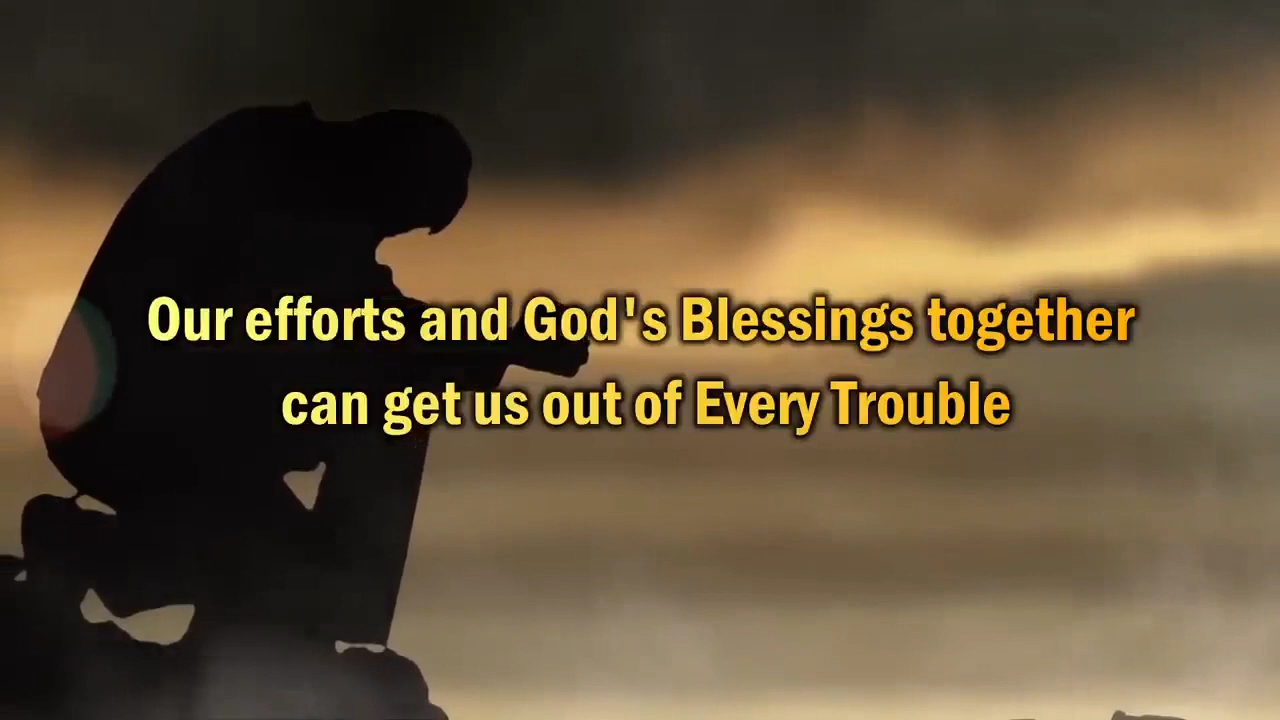 Our efforts and God's Blessings together
can get us out of Every Trouble